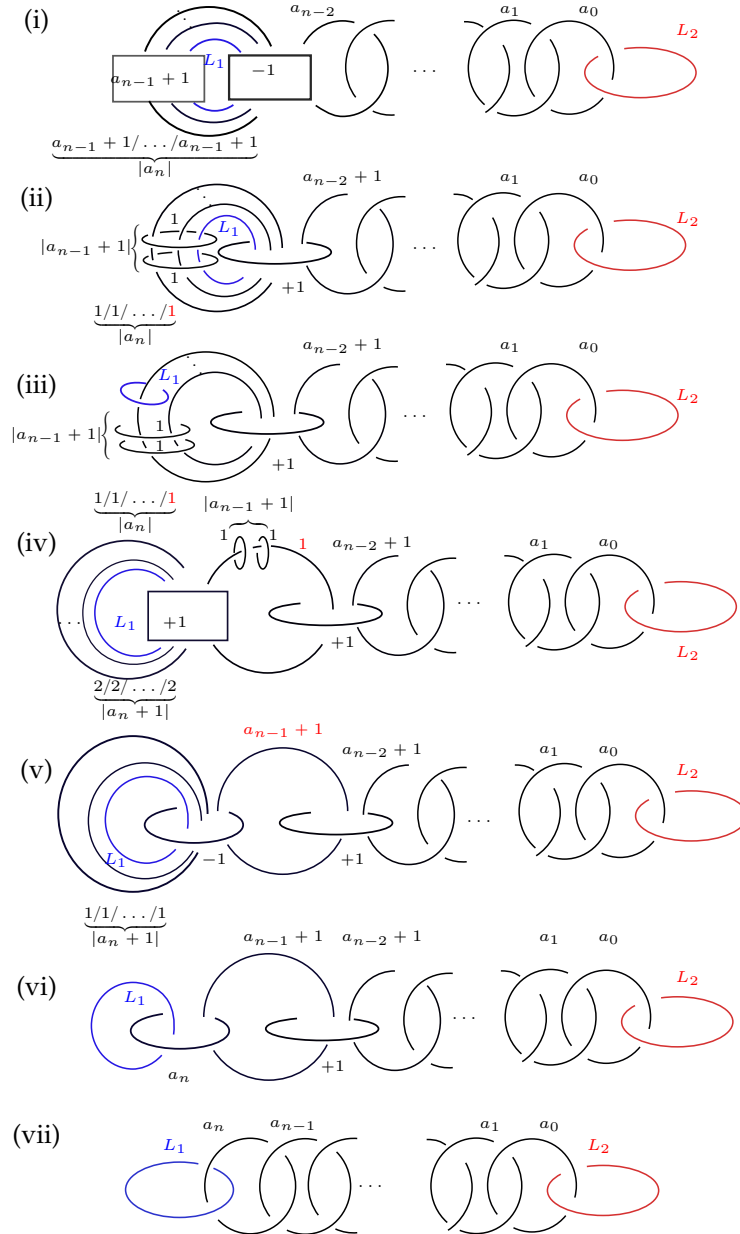 (i)
a_{n−2} a_1 a_0 L_2
L_1
a_{n−1} + 1 −1 ...
a_{n−1} + 1/.../a_{n−1} + 1
|a_n|
(ii)
a_{n−2} + 1 a_1 a_0 L_2
1 L_1
|a_{n−1} + 1| ...
1 +1
1/1/.../1
|a_n|
(iii)
L_1 a_{n−2} + 1 a_1 a_0 L_2
|a_{n−1} + 1| 1 ...
1
+1
1/1/.../1
|a_n|
|a_{n−1} + 1|
(iv)
1 1 1 a_{n−2} + 1 a_1 a_0
... L_1 +1 ...
+1 L_2
2/2/.../2
|a_n + 1|
(v)
a_{n−1} + 1 a_{n−2} + 1 a_1 a_0 L_2
...
L_1 −1 +1
1/1/.../1
|a_n + 1|
(vi)
a_{n−1} + 1 a_{n−2} + 1 a_1 a_0
L_1 L_2
...
a_n +1
(vii)
L_1 a_n a_{n−1} a_1 a_0 L_2
...